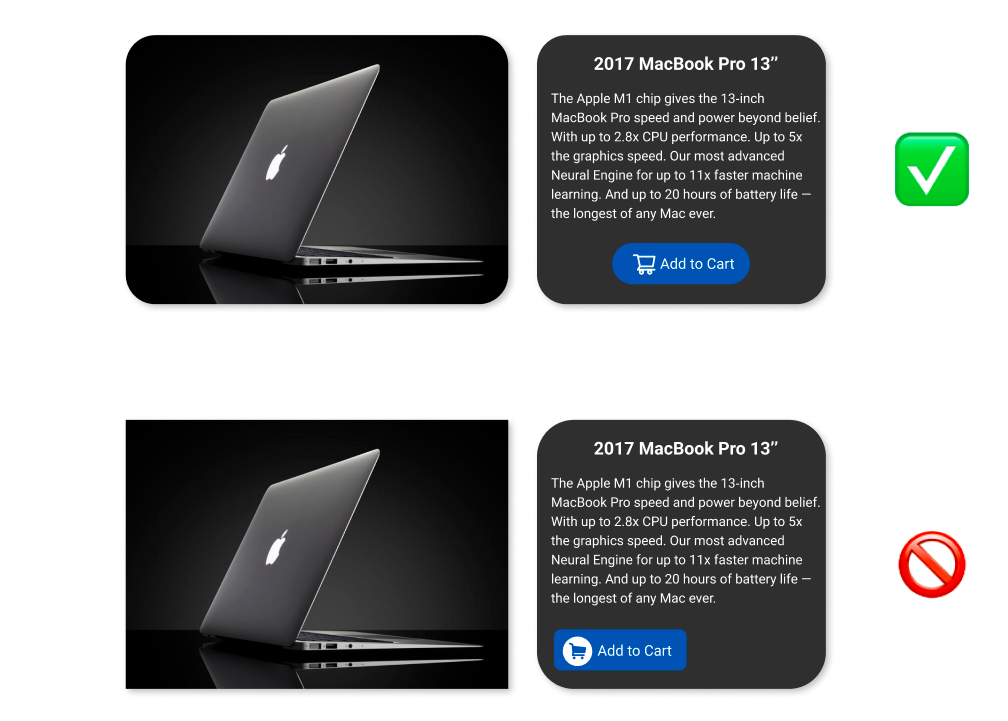 2017 MacBook Pro 13’’
The Apple M1 chip gives the 13-inch
MacBook Pro speed and power beyond belief.
With up to 2.8x CPU performance. Up to 5x
the graphics speed. Our most advanced
Neural Engine for up to 11x faster machine
learning. And up to 20 hours of battery life —
the longest of any Mac ever.
Add to Cart
2017 MacBook Pro 13’’
The Apple M1 chip gives the 13-inch
MacBook Pro speed and power beyond belief.
With up to 2.8x CPU performance. Up to 5x
the graphics speed. Our most advanced
Neural Engine for up to 11x faster machine
learning. And up to 20 hours of battery life —
the longest of any Mac ever.
Add to Cart